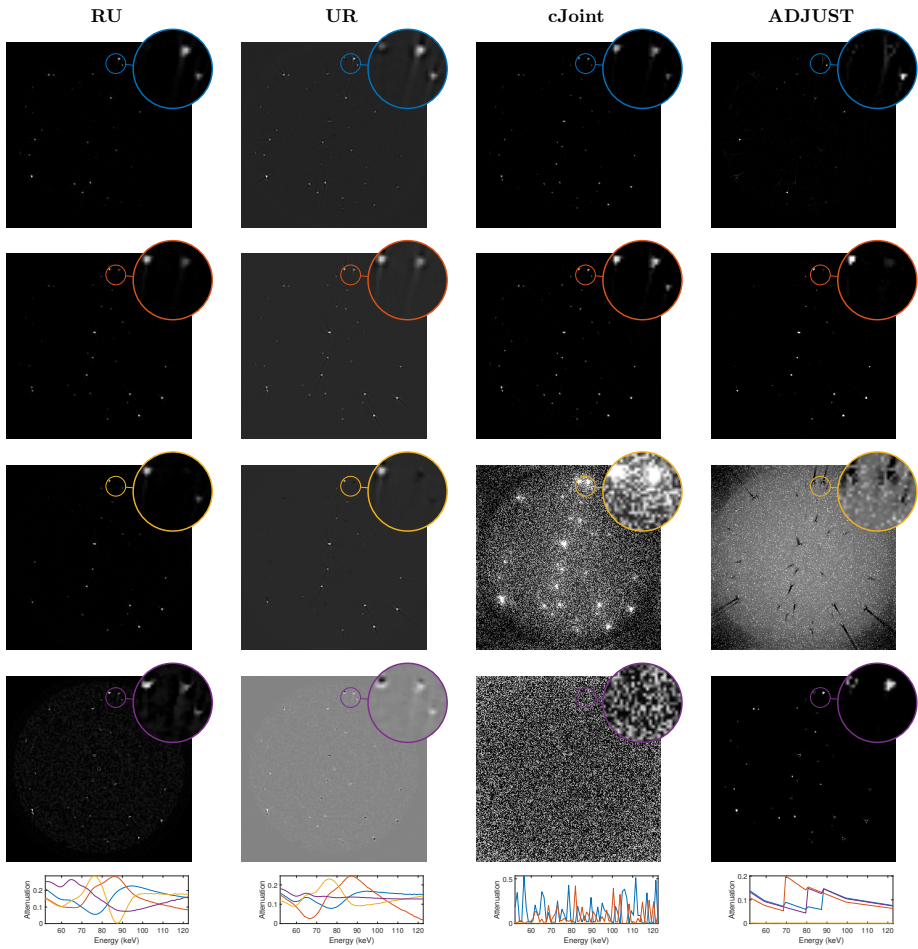 RU UR cJoint ADJUST
0.2
0.1
0
Attenuation
60 70 80 90 100 110 120
Energy (keV)
0.2
0.1
0
Attenuation
60 70 80 90 100 110 120
Energy (keV)
0.5
0
Attenuation
60 70 80 90 100 110 120
Energy (keV)
0.2
0.1
0
Attenuation
60 70 80 90 100 110 120
Energy (keV)